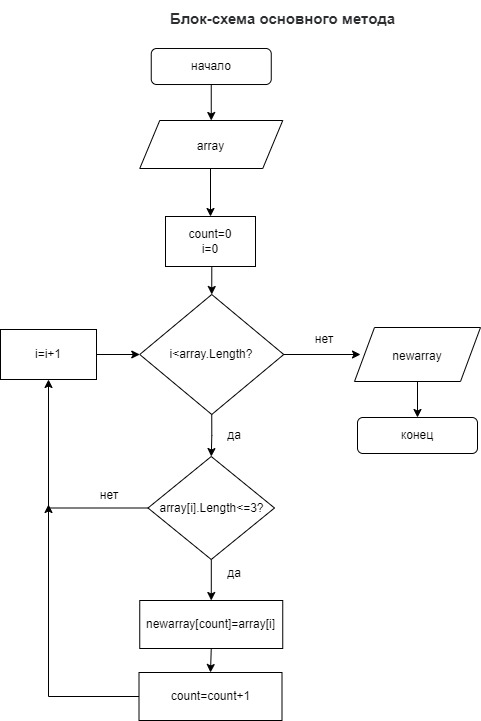 Блок-схема основного метода
начало
array
count=0
i=0
i=i+1
i<array.Length?
нет
newarray
да
конец
нет
array[i].Length<=3?
да
newarray[count]=array[i]
count=count+1